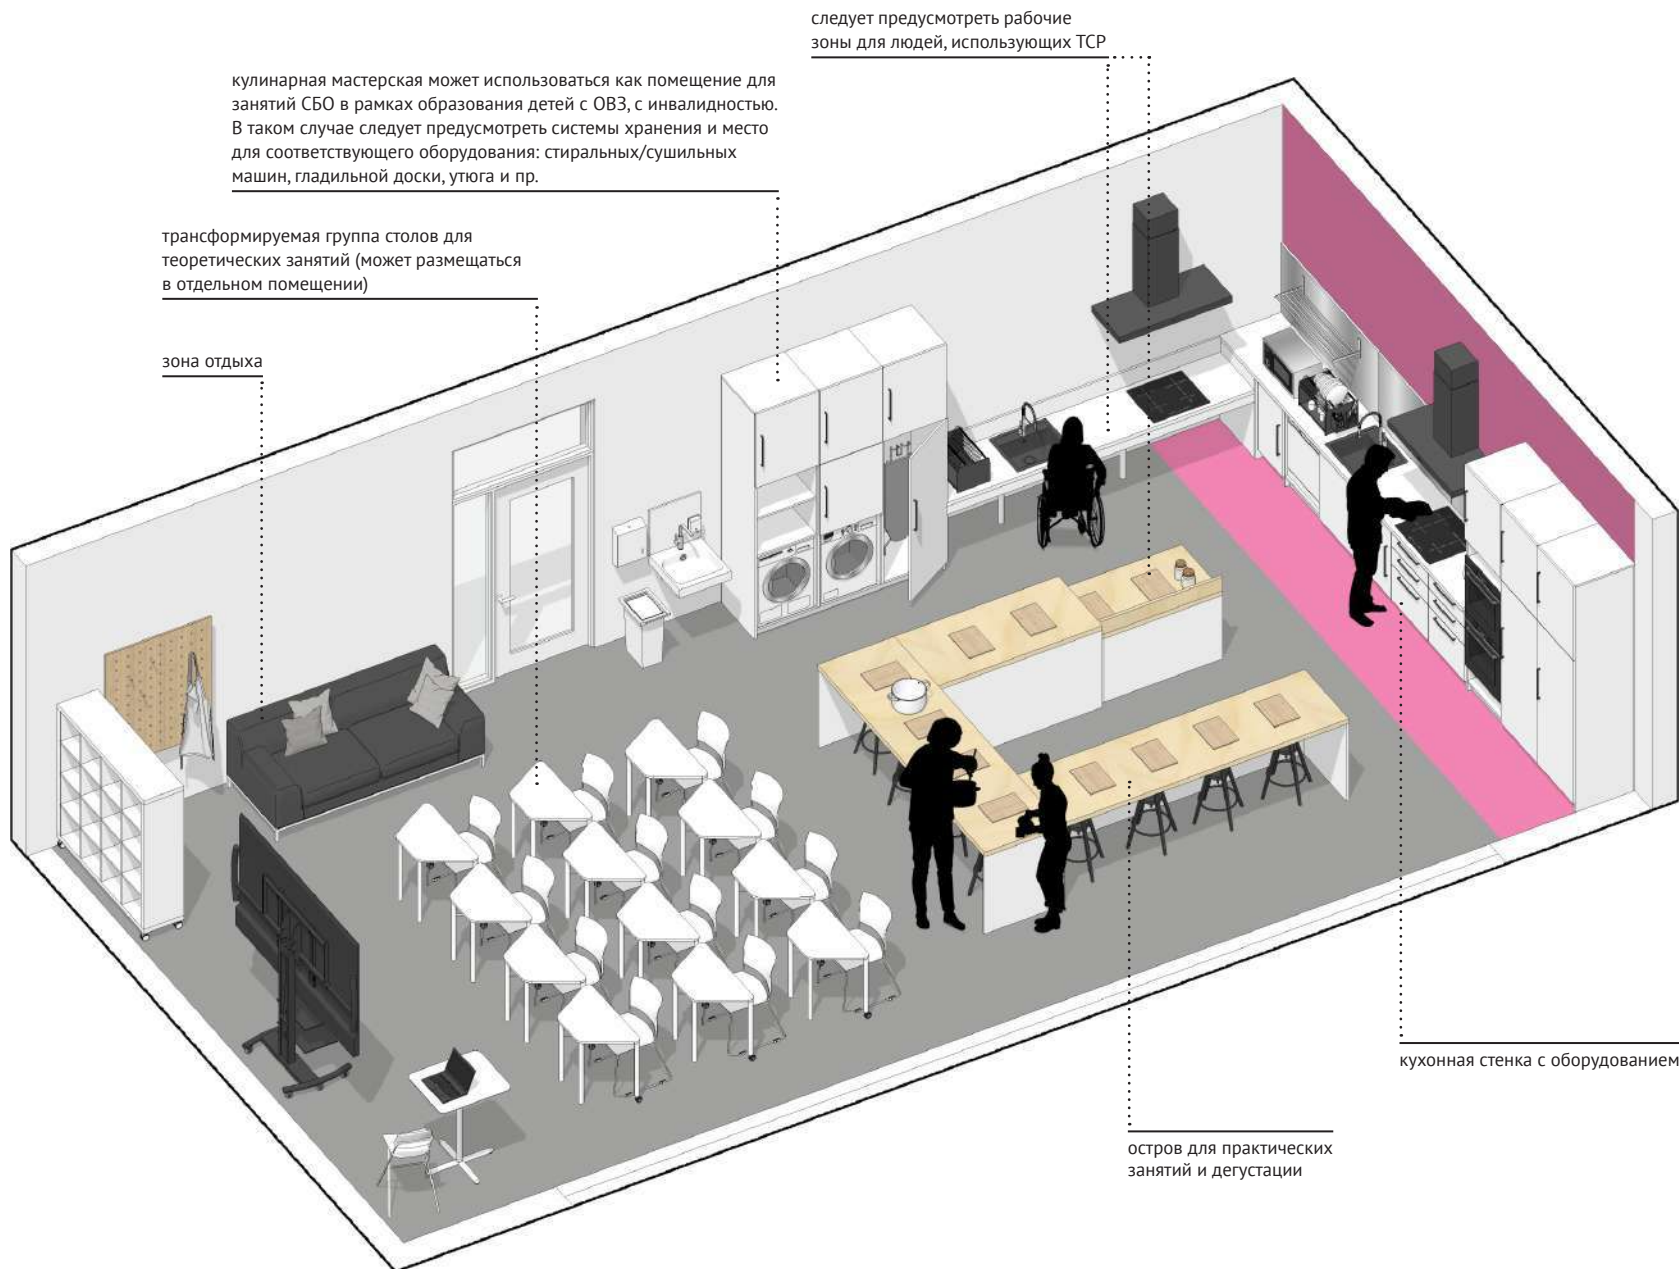 следует предусмотреть рабочие
зоны для людей, использующих ТСР
кулинарная мастерская может использоваться как помещение для
занятий СБО в рамках образования детей с ОВЗ, с инвалидностью.
В таком случае следует предусмотреть системы хранения и место
для соответствующего оборудования: стиральных/сушильных
машин, гладильной доски, утюга и пр.
трансформируемая группа столов для
теоретических занятий (может размещаться
в отдельном помещении)
зона отдыха
кухонная стенка с оборудованием
остров для практических
занятий и дегустации